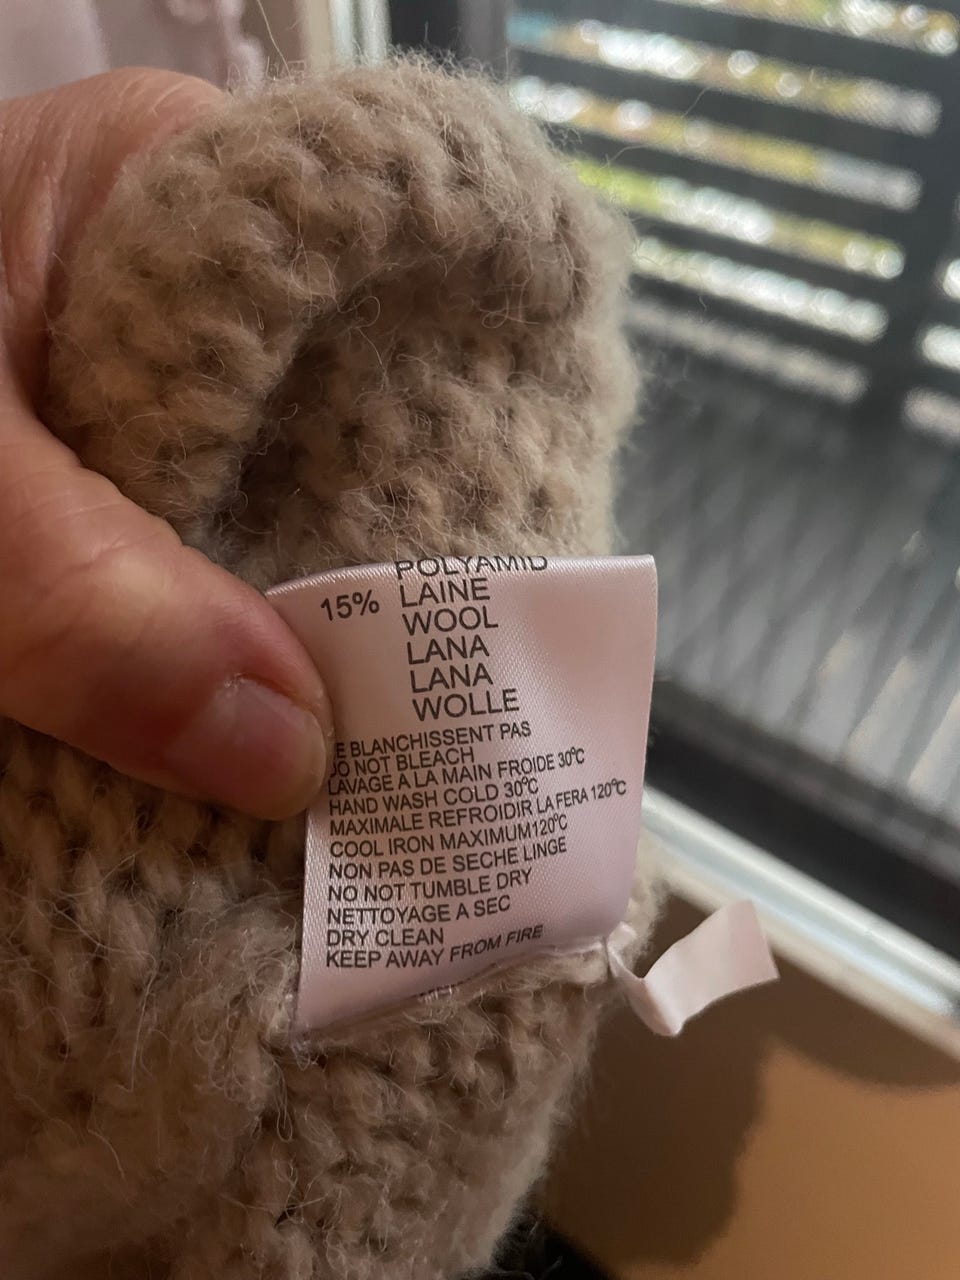 POLYAMID
15% LAINE
WOOL
LANA
LANA
WOLLE
E BLANCHISSENT PAS
DO NOT BLEACH
LAVAGE A LA MAIN FROIDE 30℃
HAND WASH COLD 30℃
MAXIMALE REFROIDIR LA FERA 120℃
COOL IRON MAXIMUM120℃
NON PAS DE SECHE LINGE
NO NOT TUMBLE DRY
NETTOYAGE A SEC
DRY CLEAN
KEEP AWAY FROM FIRE